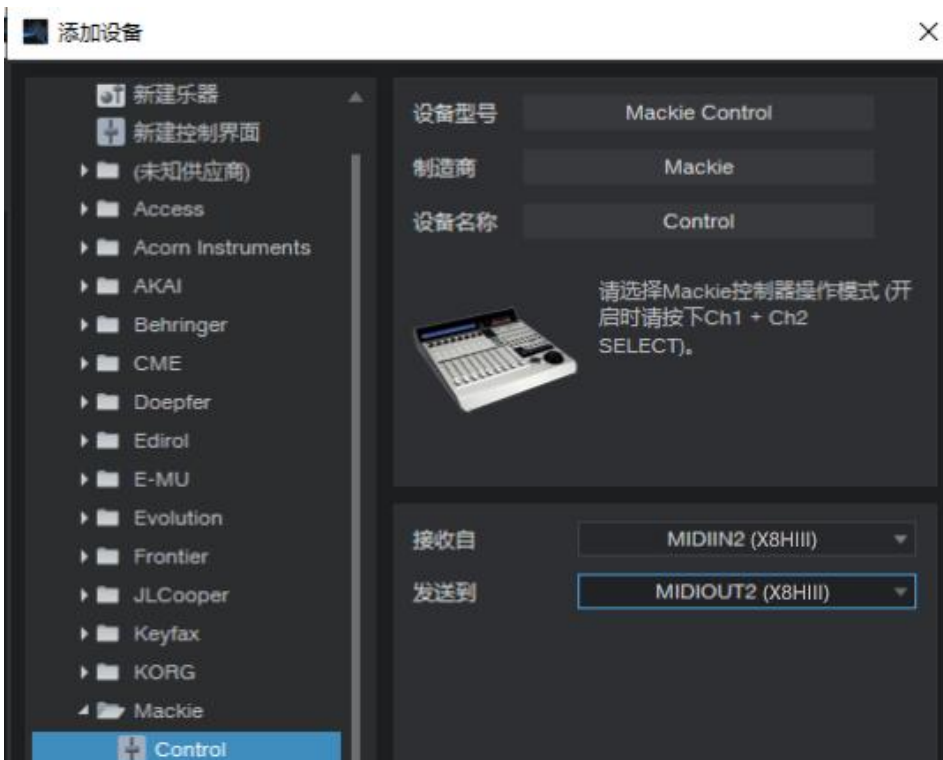 添加设备
新建乐器
新建控制界面
(未知供应商)
Access
Acorn Instruments
AKAI
Behringer
CME
Doepfer
Edirol
E-MU
Evolution
Frontier
JLCooper
Keyfax
KORG
Mackie
Control
设备型号 Mackie Control
制造商 Mackie
设备名称 Control
请选择Mackie控制器操作模式 (开
启时请按下Ch1 + Ch2
SELECT)。
接收自 MIDIIN2 (X8HIII)
发送到 MIDIOUT2 (X8HIII)